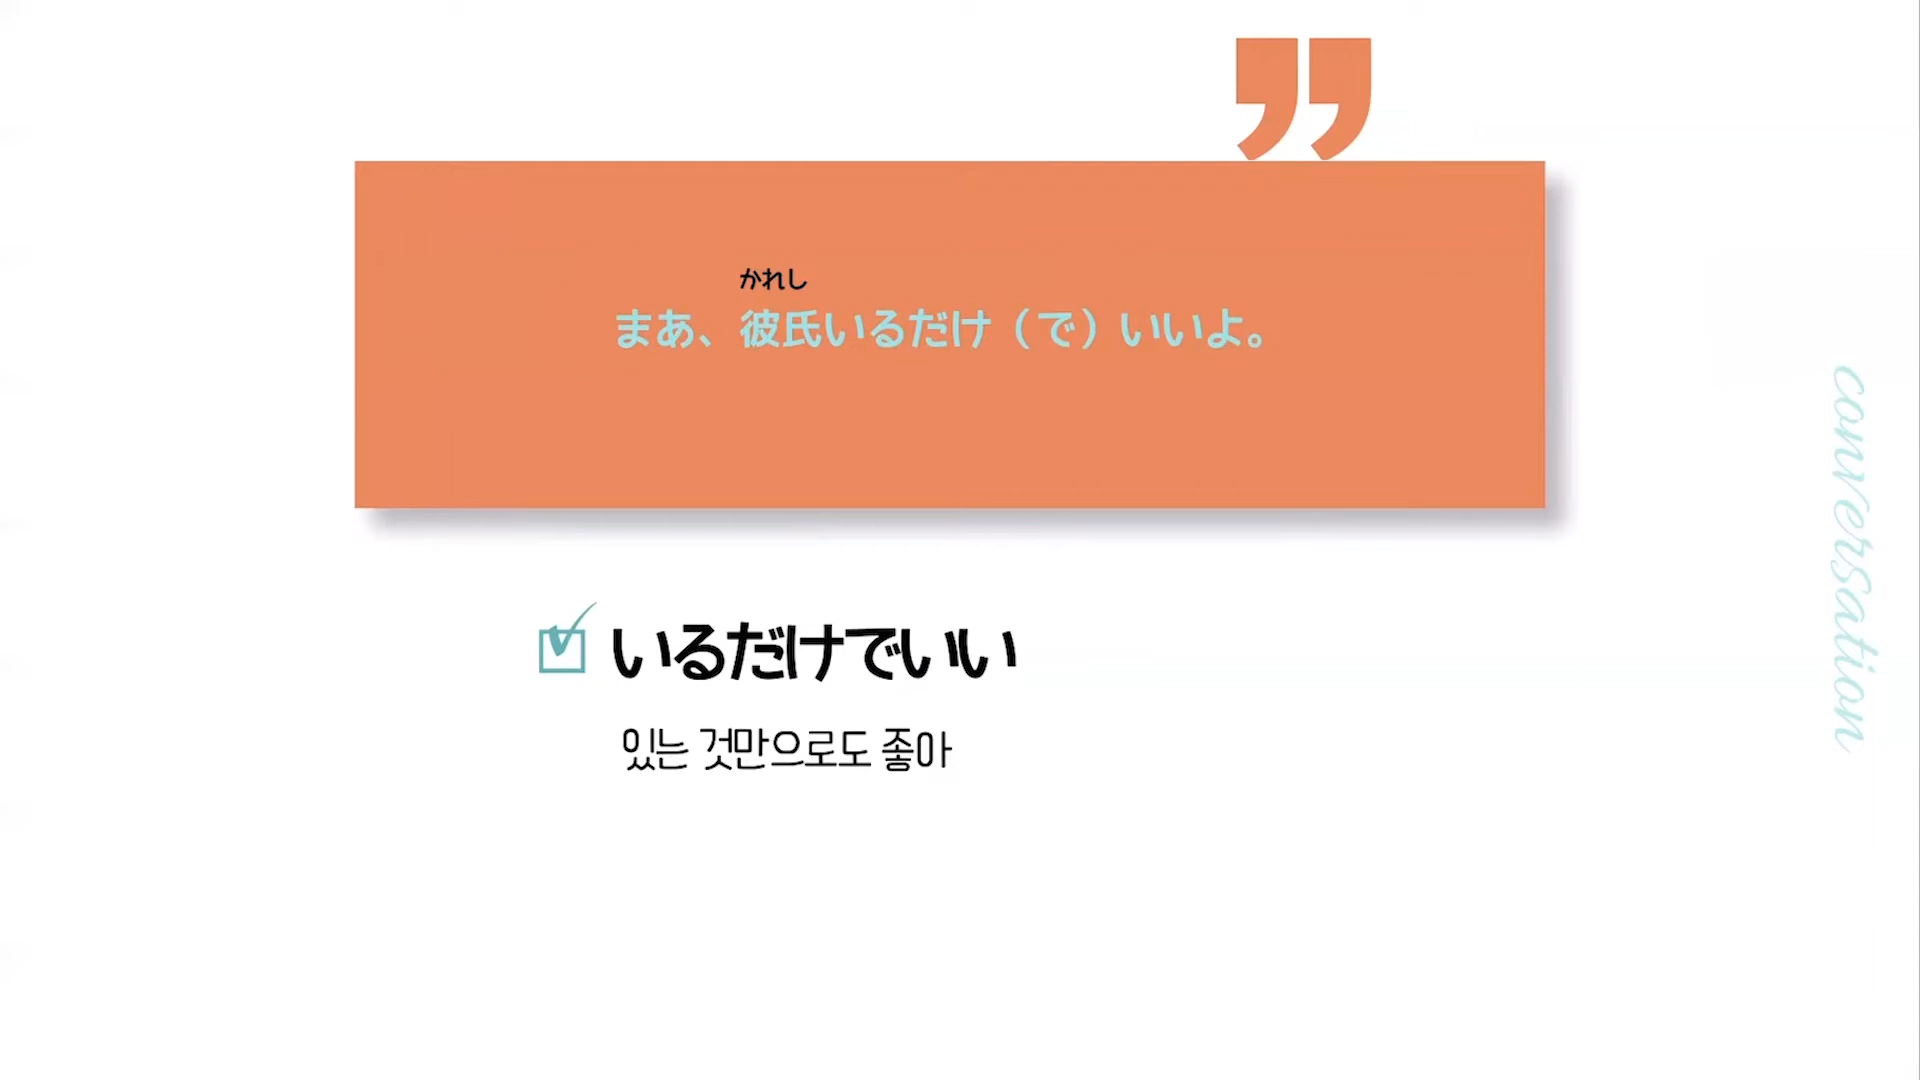 ”
かれし
まあ、彼氏いるだけ（で）いいよ。
いるだけでいい
있는 것만으로도 좋아
conversation